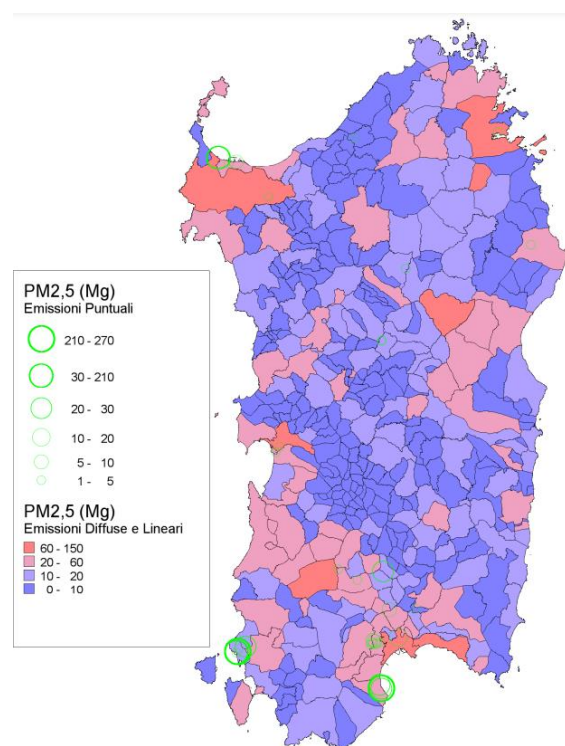 PM2,5 (Mg)
Emissioni Puntuali
210 - 270
30 - 210
20 - 30
10 - 20
5 - 10
1 - 5
PM2,5 (Mg)
Emissioni Diffuse e Lineari
60 - 150
20 - 60
10 - 20
0 - 10